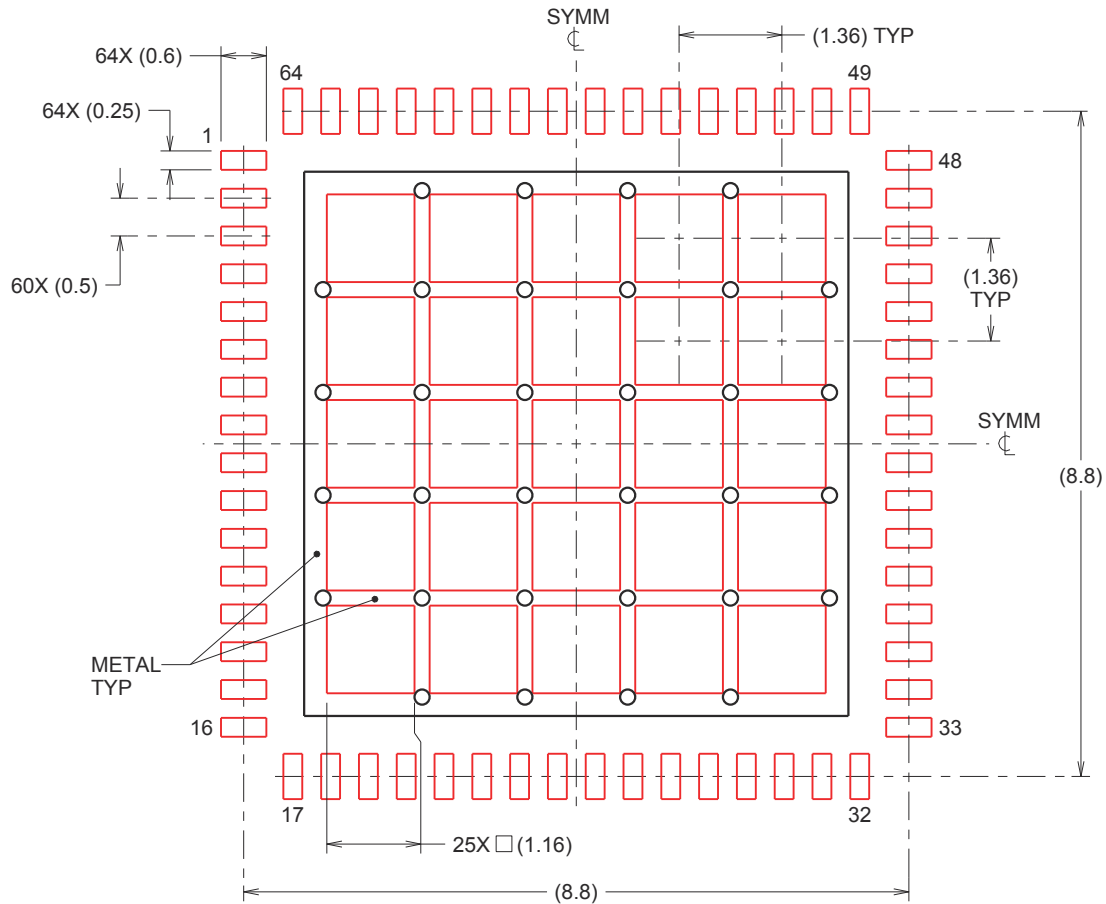 SYMM
℄
(1.36) TYP
64X (0.6)
64
49
64X (0.25)
1
48
60X (0.5)
(1.36)
TYP
SYMM
℄
(8.8)
METAL
TYP
16
33
17
32
25X □ (1.16)
(8.8)